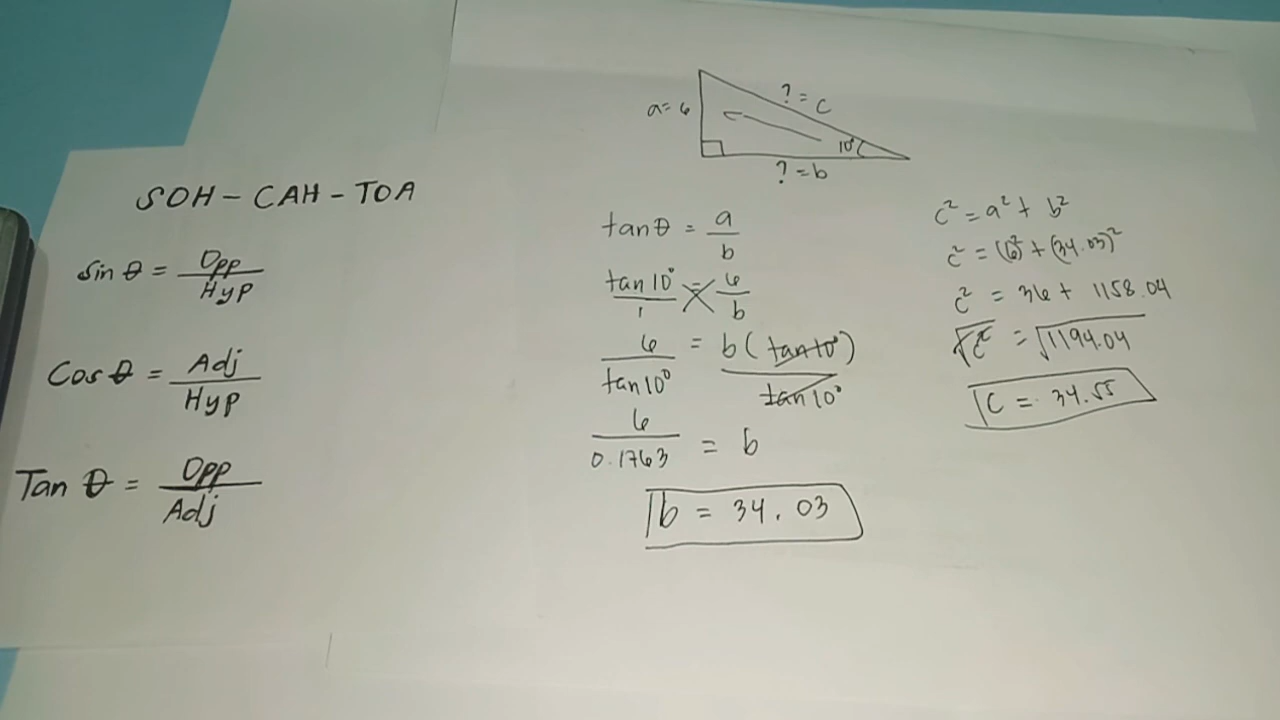 SOH - CAH - TOA
Sin θ = Opp / Hyp
Cos θ = Adj / Hyp
Tan θ = Opp / Adj
a = 6
? = c
10°
? = b
tan θ = a / b
tan 10° / 1 = 6 / b
6 / tan 10° = b (tan 10°) / tan 10°
6 / 0.1763 = b
b = 34.03
c² = a² + b²
c² = (6)² + (34.03)²
c² = 36 + 1158.04
√c² = √1194.04
c = 34.55